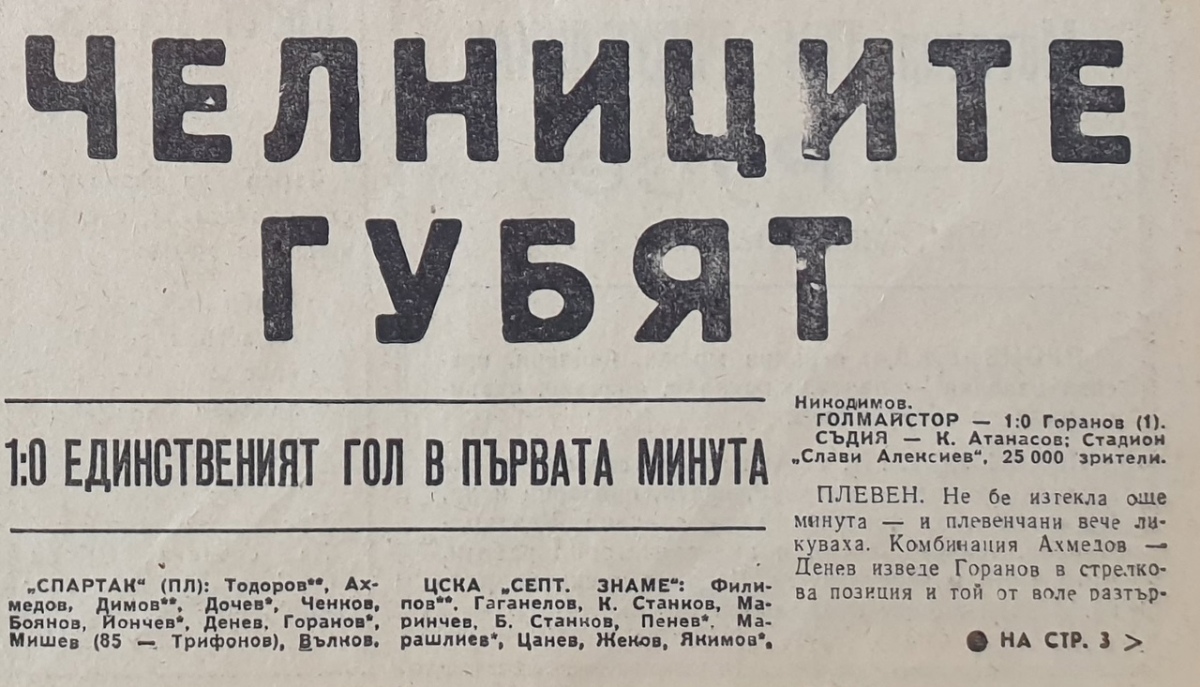 ЧЕЛНИЦИТЕ
ГУБЯТ
1:0 ЕДИНСТВЕНИЯТ ГОЛ В ПЪРВАТА МИНУТА
„СПАРТАК“ (ПЛ): Тодоров**, Ах-
медов, Димов**, Дочев*, Ченков,
Боянов, Йончев*, Денев, Горанов*,
Мишев (85 — Трифонов), Вълков.
ЦСКА „СЕПТ. ЗНАМЕ“: Фили-
пов**, Гаганелов, К. Станков, Ма-
ринчев, Б. Станков, Пенев*, Ма-
рашлиев*, Цанев, Жеков, Якимов*,
Никодимов.
ГОЛМАЙСТОР — 1:0 Горанов (1).
СЪДИЯ — К. Атанасов; Стадион
„Слави Алексиев“, 25 000 зрители.
ПЛЕВЕН. Не бе изтекла още
минута — и плевенчани вече ли-
куваха. Комбинация Ахмедов —
Денев изведе Горанов в стрелко-
ва позиция и той от воле разтър-
● НА СТР. 3 >